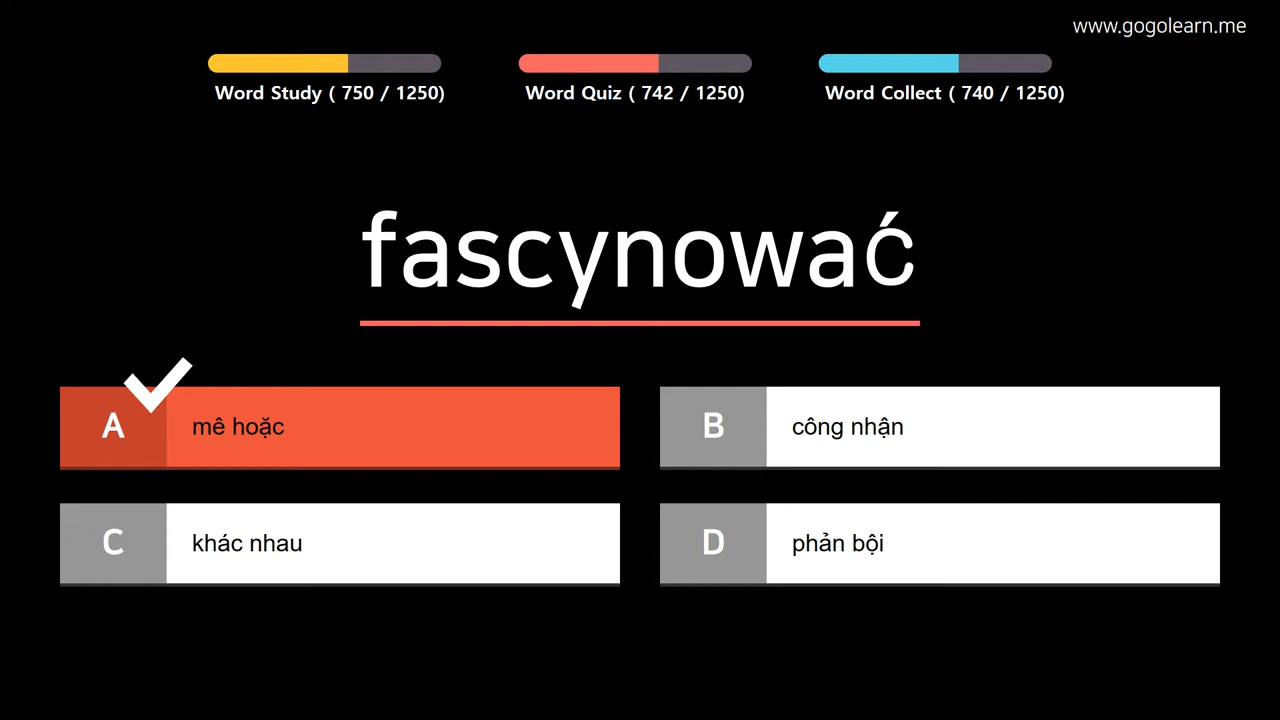 www.gogolearn.me
Word Study ( 750 / 1250)
Word Quiz ( 742 / 1250)
Word Collect ( 740 / 1250)
fascynować
A mê hoặc
B công nhận
C khác nhau
D phản bội